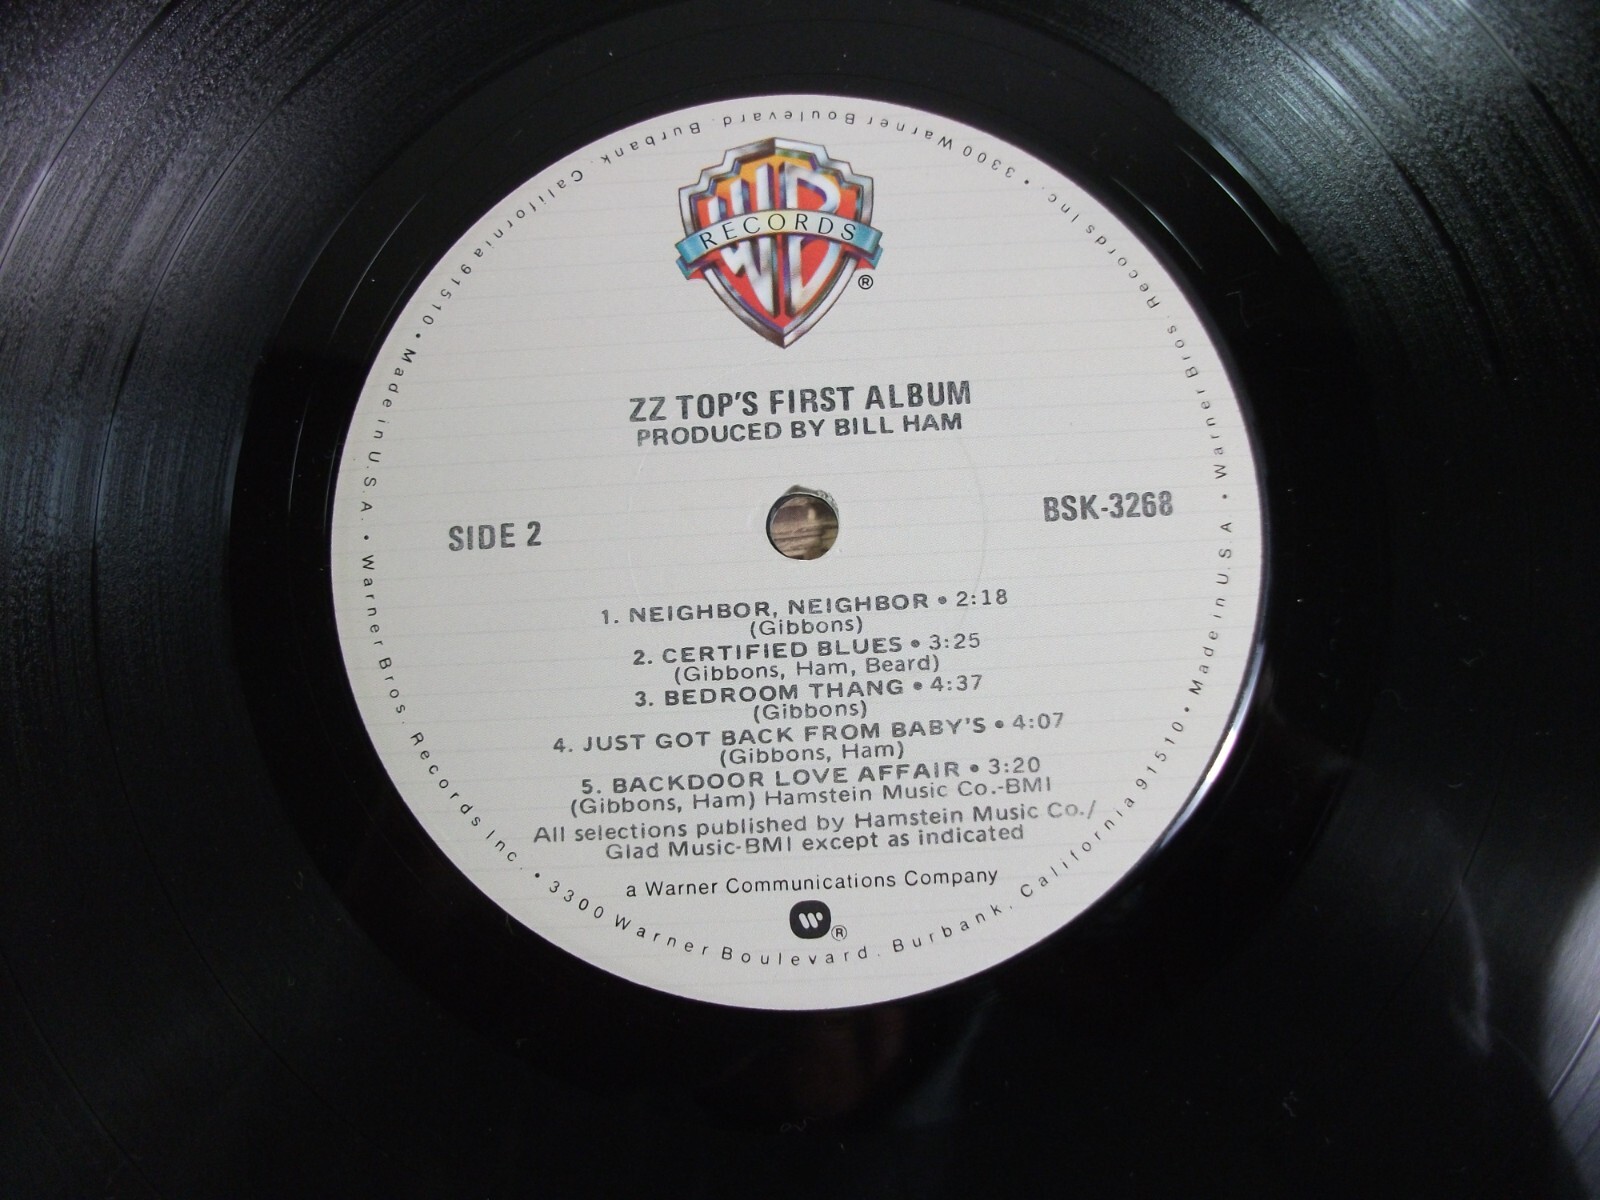 WB
RECORDS
®
ZZ TOP'S FIRST ALBUM
PRODUCED BY BILL HAM
SIDE 2
BSK-3268
1. NEIGHBOR, NEIGHBOR • 2:18
(Gibbons)
2. CERTIFIED BLUES • 3:25
(Gibbons, Ham, Beard)
3. BEDROOM THANG • 4:37
(Gibbons)
4. JUST GOT BACK FROM BABY'S • 4:07
(Gibbons, Ham)
5. BACKDOOR LOVE AFFAIR • 3:20
(Gibbons, Ham) Hamstein Music Co.-BMI
All selections published by Hamstein Music Co./
Glad Music-BMI except as indicated
a Warner Communications Company
®
Warner Bros. Records Inc. • 3300 Warner Boulevard. Burbank. California 91510 • Made in U.S.A • Warner Bros. Records Inc. • 3300 Warner Boulevard. Burbank. California 91510 • Made in U.S.A. •